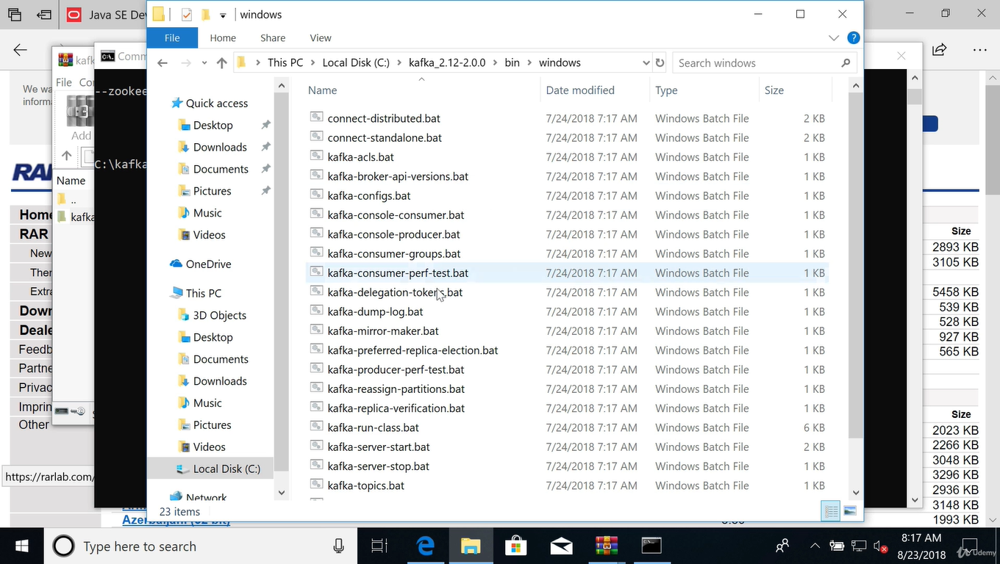 Java SE De
windows
File Home Share View
This PC Local Disk (C:) kafka_2.12-2.0.0 bin windows
Search windows
Name Date modified Type Size
Quick access
Desktop
Downloads
Documents
Pictures
Music
Videos
OneDrive
This PC
3D Objects
Desktop
Documents
Downloads
Music
Pictures
Videos
Local Disk (C:)
Network
connect-distributed.bat 7/24/2018 7:17 AM Windows Batch File 2 KB
connect-standalone.bat 7/24/2018 7:17 AM Windows Batch File 2 KB
kafka-acls.bat 7/24/2018 7:17 AM Windows Batch File 1 KB
kafka-broker-api-versions.bat 7/24/2018 7:17 AM Windows Batch File 1 KB
kafka-configs.bat 7/24/2018 7:17 AM Windows Batch File 1 KB
kafka-console-consumer.bat 7/24/2018 7:17 AM Windows Batch File 1 KB
kafka-console-producer.bat 7/24/2018 7:17 AM Windows Batch File 1 KB
kafka-consumer-groups.bat 7/24/2018 7:17 AM Windows Batch File 1 KB
kafka-consumer-perf-test.bat 7/24/2018 7:17 AM Windows Batch File 1 KB
kafka-delegation-tokens.bat 7/24/2018 7:17 AM Windows Batch File 1 KB
kafka-dump-log.bat 7/24/2018 7:17 AM Windows Batch File 1 KB
kafka-mirror-maker.bat 7/24/2018 7:17 AM Windows Batch File 1 KB
kafka-preferred-replica-election.bat 7/24/2018 7:17 AM Windows Batch File 1 KB
kafka-producer-perf-test.bat 7/24/2018 7:17 AM Windows Batch File 1 KB
kafka-reassign-partitions.bat 7/24/2018 7:17 AM Windows Batch File 1 KB
kafka-replica-verification.bat 7/24/2018 7:17 AM Windows Batch File 1 KB
kafka-run-class.bat 7/24/2018 7:17 AM Windows Batch File 6 KB
kafka-server-start.bat 7/24/2018 7:17 AM Windows Batch File 2 KB
kafka-server-stop.bat 7/24/2018 7:17 AM Windows Batch File 1 KB
kafka-topics.bat 7/24/2018 7:17 AM Windows Batch File 1 KB
23 items
kafk
Comm
We wa
informa
File Co
Add
--zookee
C:\kafka
RAR
Name
..
kafka
Home
RAR
New
Ther
Extra
Down
Deale
Feedb
Partne
Privac
Imprin
Other
https://rarlab.com/
Azerbaijani (32 bit)
Size
2893 KB
3105 KB
5458 KB
539 KB
528 KB
927 KB
565 KB
Size
2023 KB
2266 KB
3048 KB
3296 KB
2936 KB
3148 KB
1993 KB
Type here to search
8:17 AM
8/23/2018
Udemy